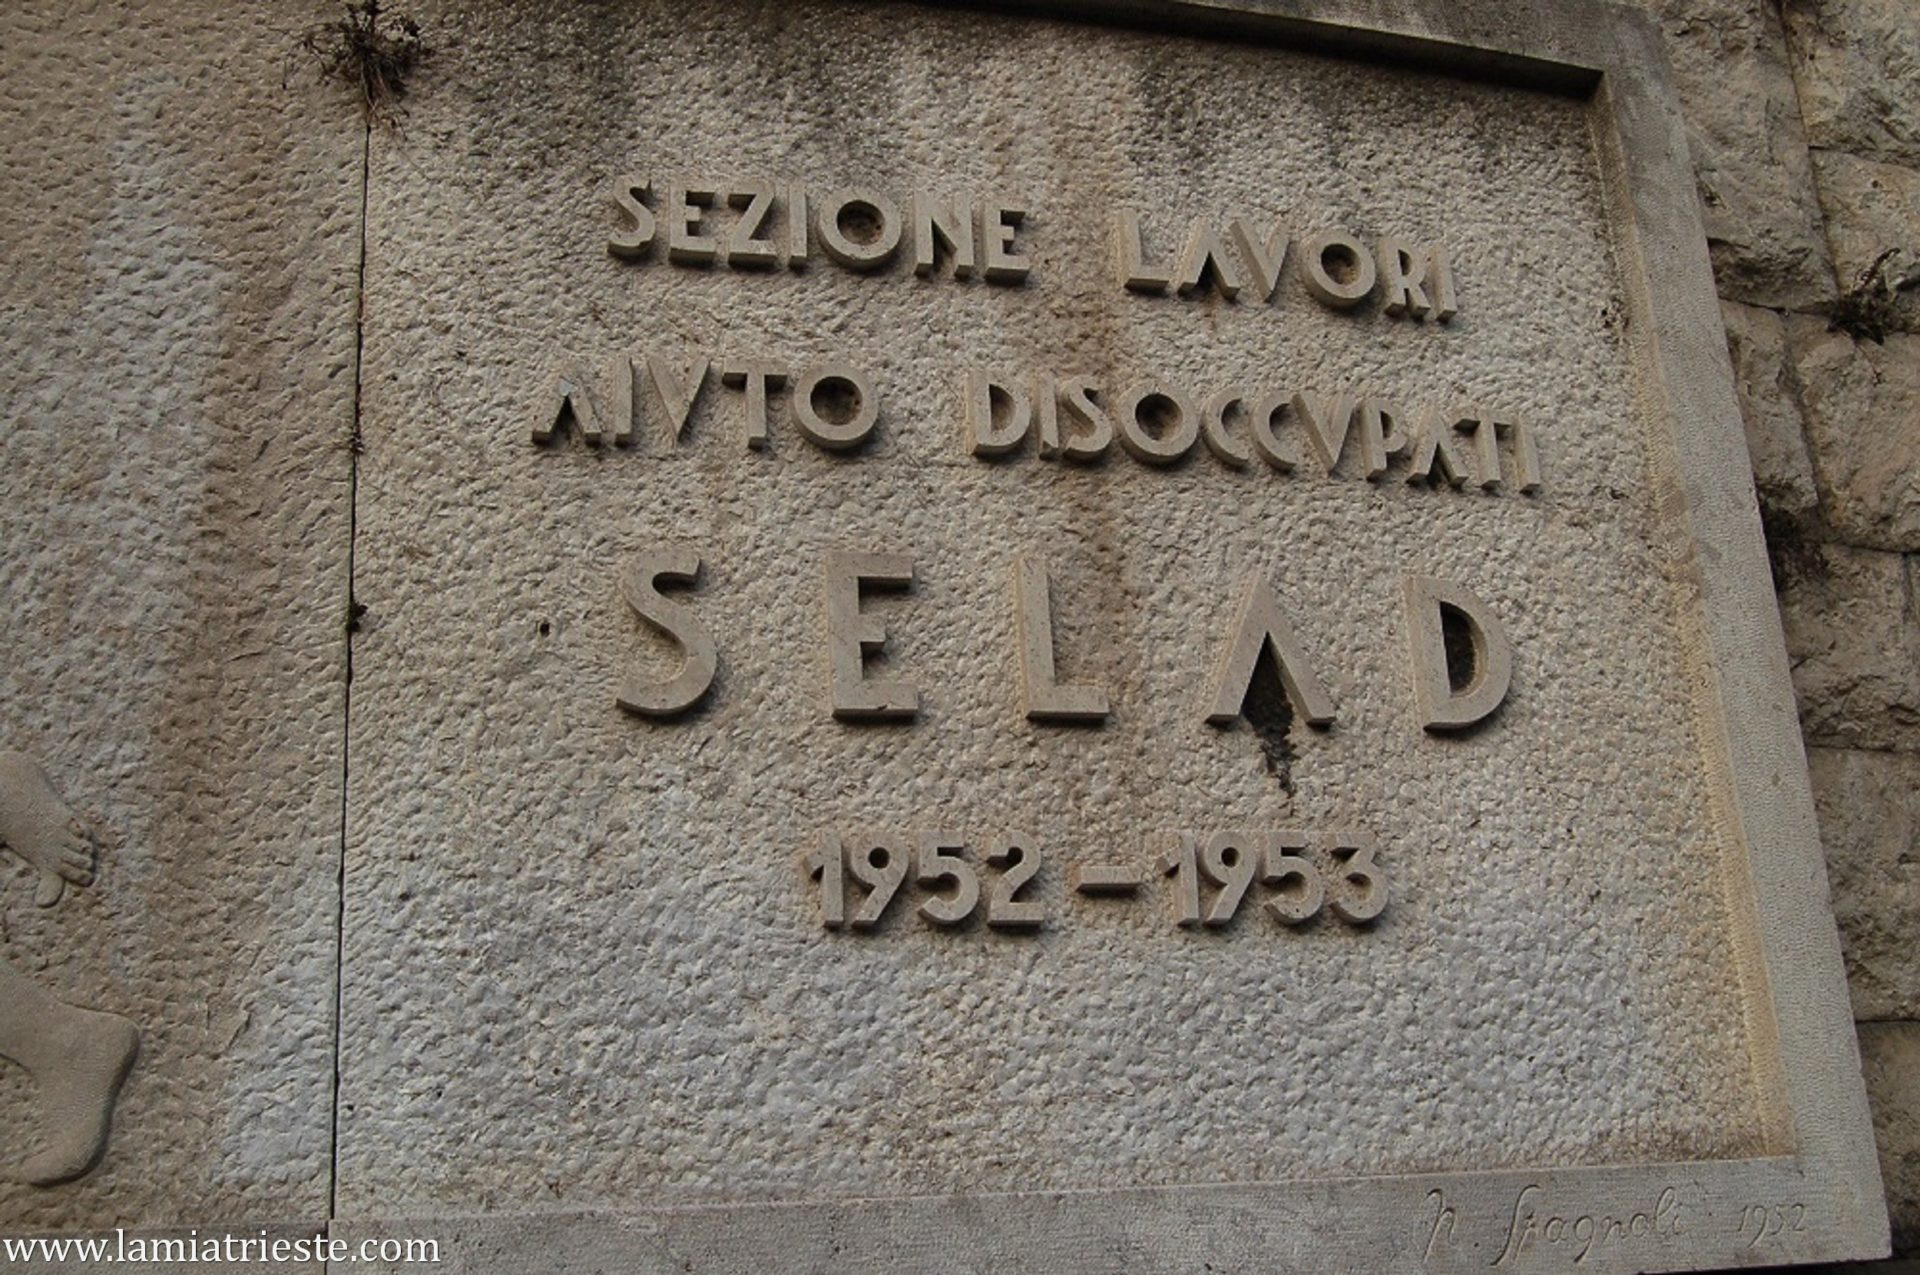 SEZIONE LAVORI
AIVTO DISOCCVPATI
SELAD
1952-1953
N. Spagnoli 1952
www.lamiatrieste.com